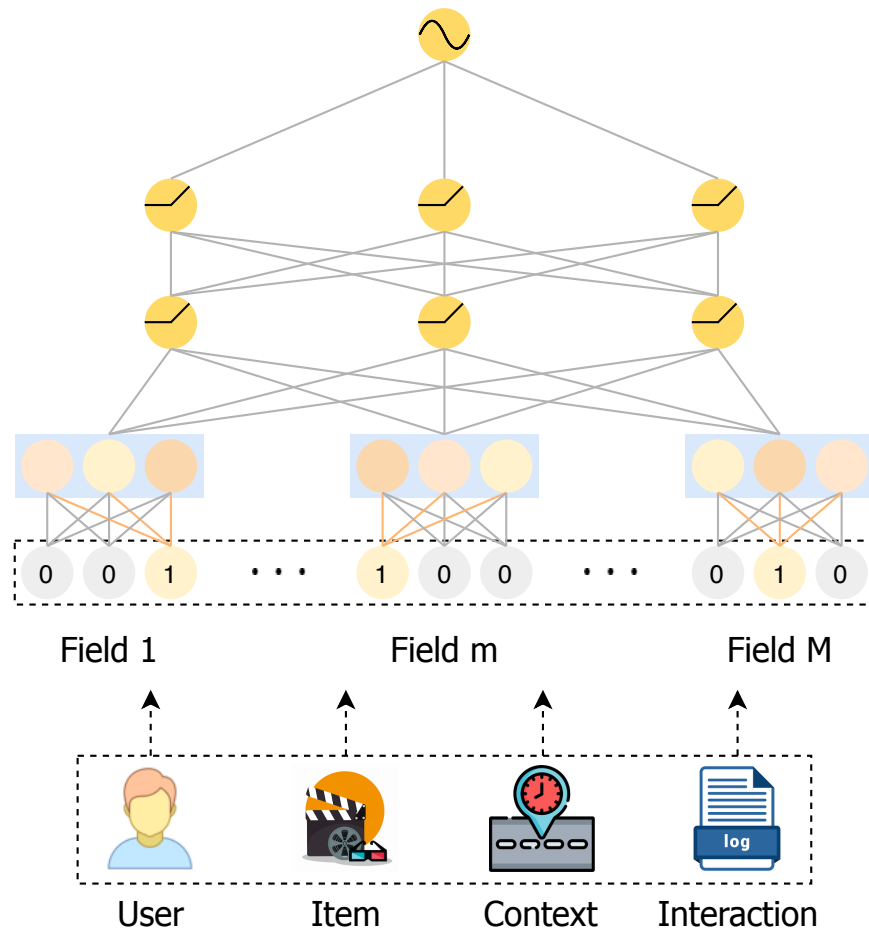 0 0 1 · · · 1 0 0 · · · 0 1 0
Field 1 Field m Field M
log
User Item Context Interaction